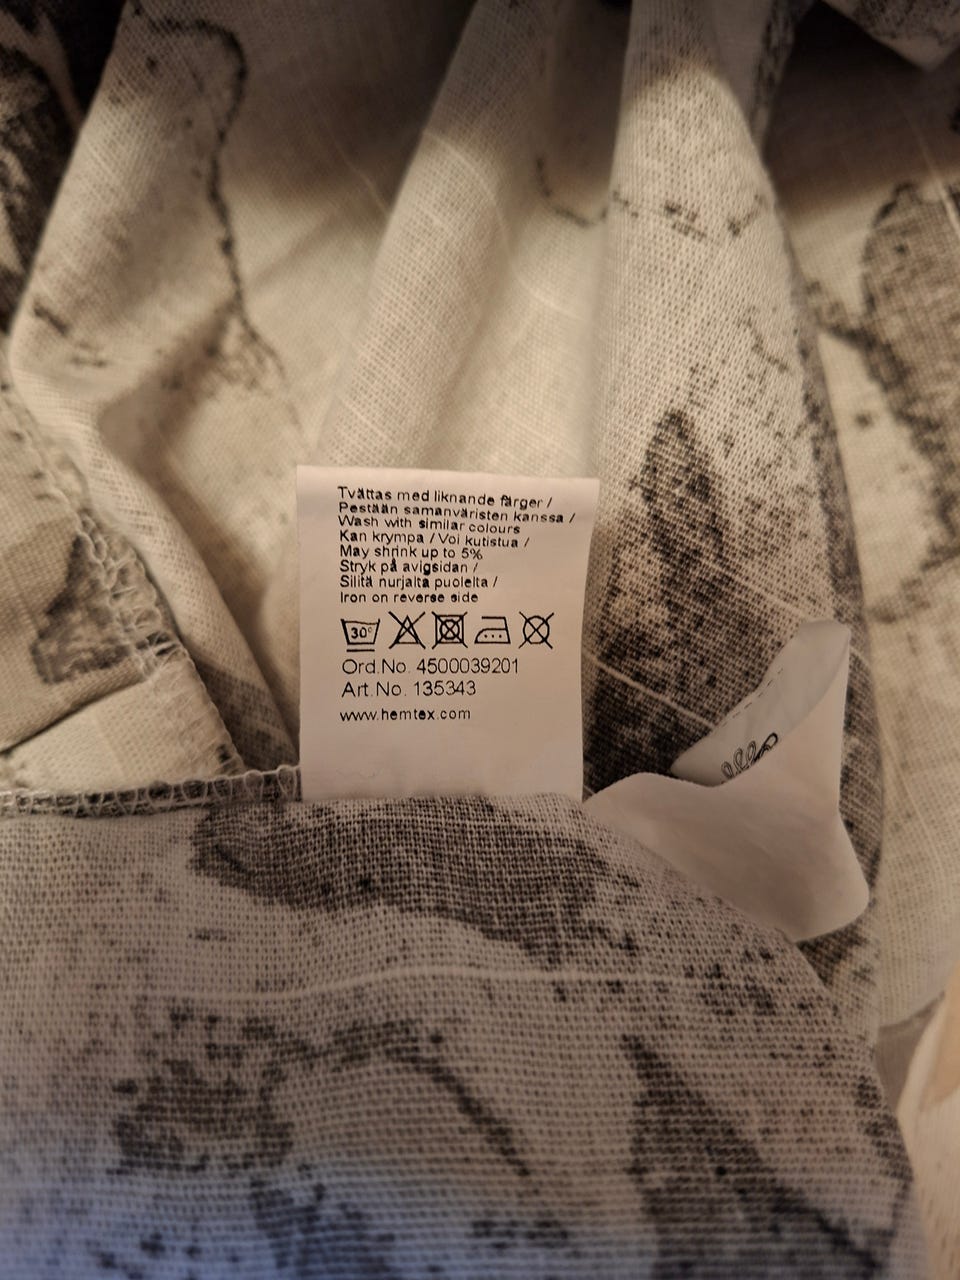 Tvättas med liknande färger /
Pestään samanväristen kanssa /
Wash with similar colours
Kan krympa / Voi kutistua /
May shrink up to 5%
Stryk på avigsidan /
Silitä nurjalta puolelta /
Iron on reverse side
30°
Ord.No. 4500039201
Art.No. 135343
www.hemtex.com